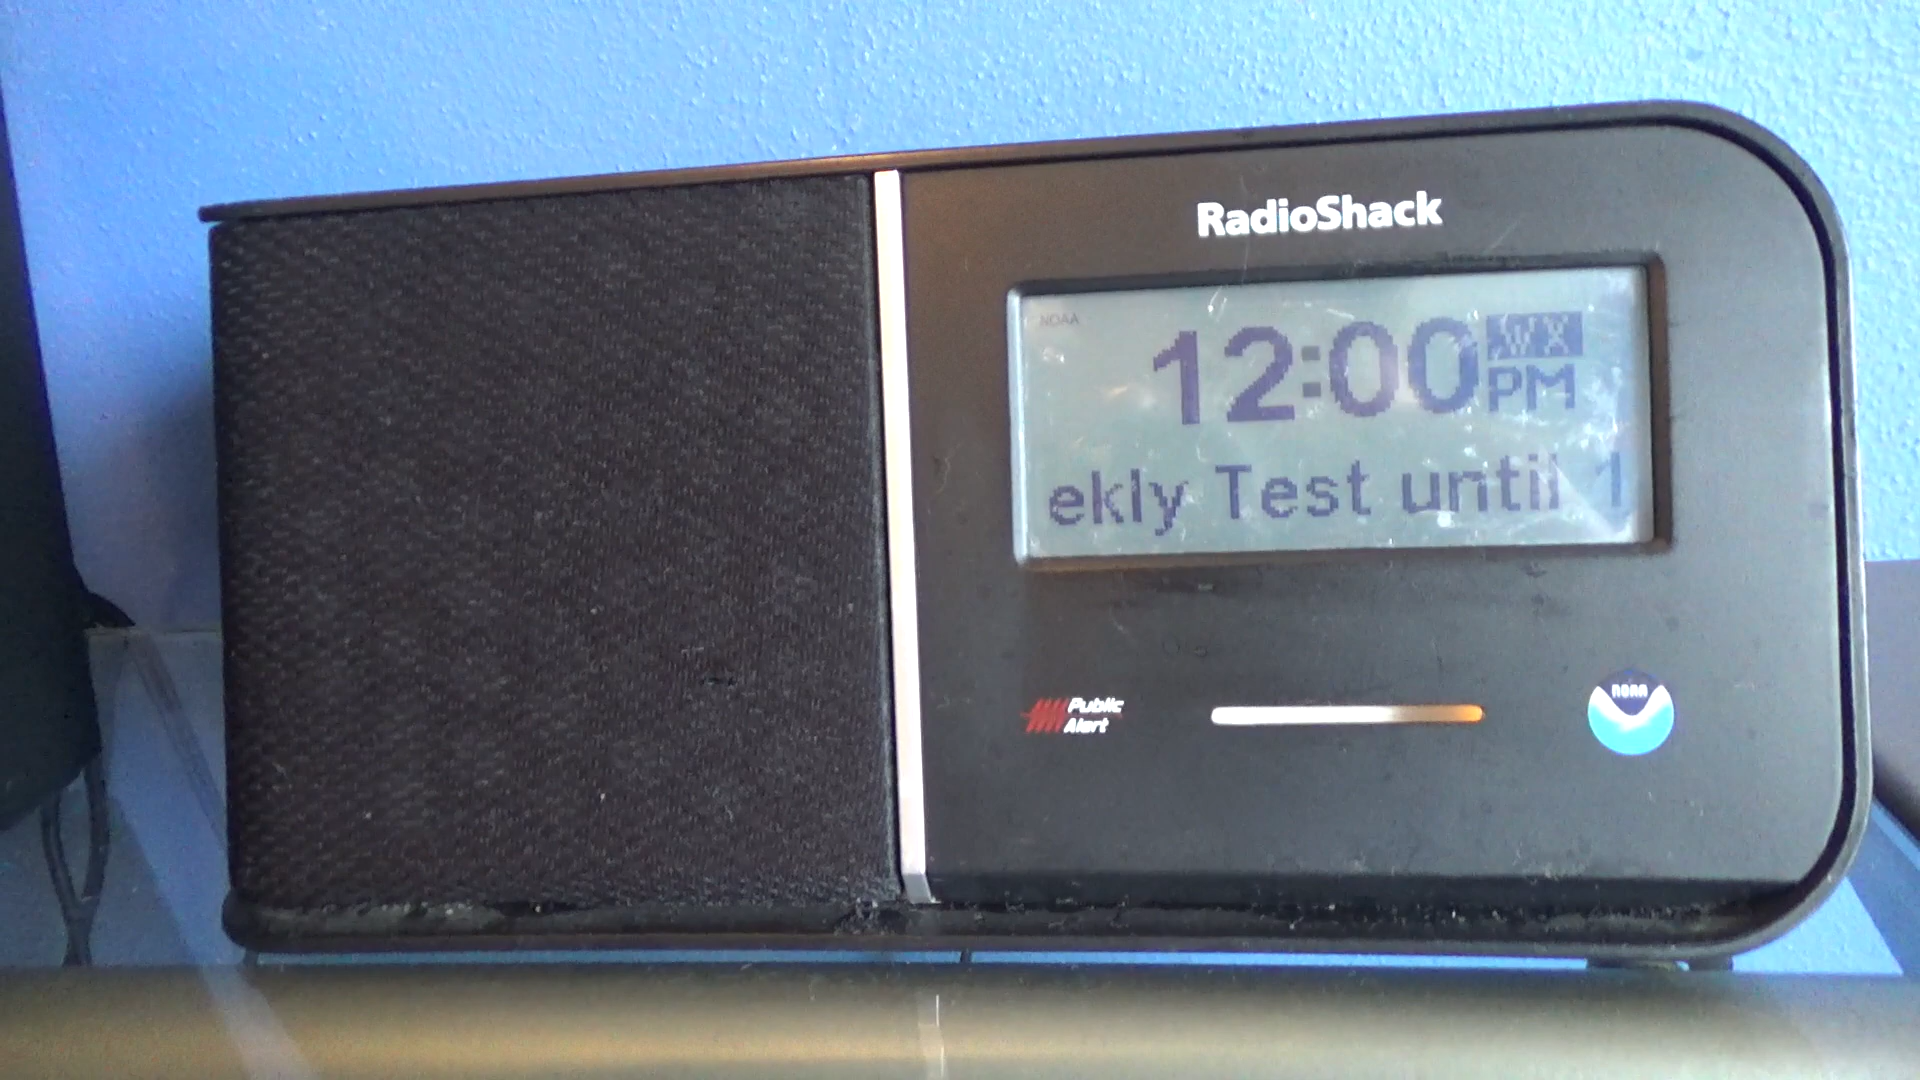 RadioShack
NOAA
12:00 WX
PM
ekly Test until 1
Public
Alert
NOAA